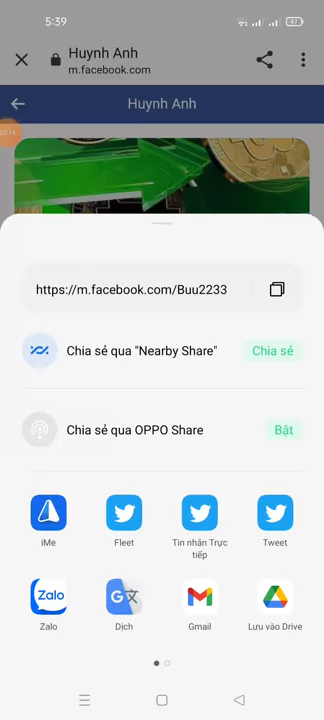 5:39
47
Huynh Anh
m.facebook.com
Huynh Anh
https://m.facebook.com/Buu2233
Chia sẻ qua "Nearby Share"
Chia sẻ
Chia sẻ qua OPPO Share
Bật
iMe
Fleet
Tin nhắn Trực
tiếp
Tweet
Zalo
Zalo
Dịch
Gmail
Lưu vào Drive